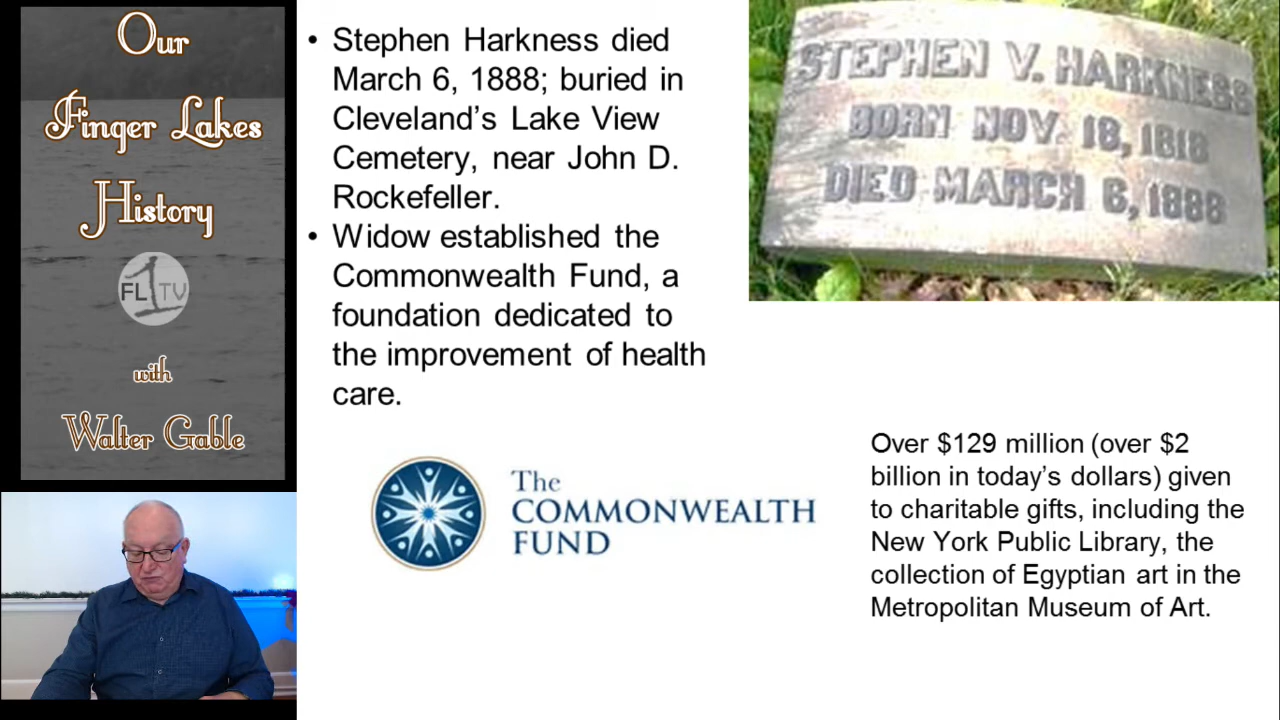 Our
Finger Lakes
History
FL1TV
with
Walter Gable
• Stephen Harkness died
March 6, 1888; buried in
Cleveland's Lake View
Cemetery, near John D.
Rockefeller.
• Widow established the
Commonwealth Fund, a
foundation dedicated to
the improvement of health
care.
STEPHEN V. HARKNESS
BORN NOV. 18, 1818
DIED MARCH 6, 1888
The
COMMONWEALTH
FUND
Over $129 million (over $2
billion in today's dollars) given
to charitable gifts, including the
New York Public Library, the
collection of Egyptian art in the
Metropolitan Museum of Art.